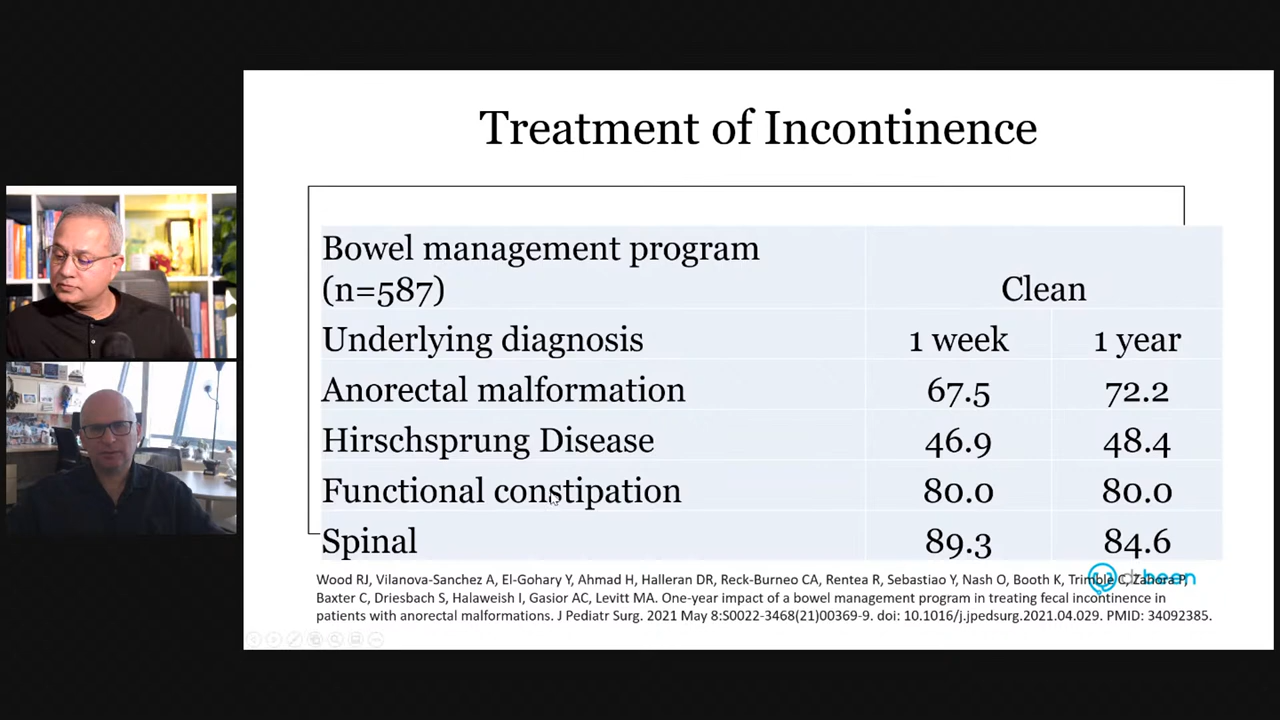 Treatment of Incontinence
Bowel management program
(n=587)
Clean
Underlying diagnosis 1 week 1 year
Anorectal malformation 67.5 72.2
Hirschsprung Disease 46.9 48.4
Functional constipation 80.0 80.0
Spinal 89.3 84.6
Wood RJ, Vilanova-Sanchez A, El-Gohary Y, Ahmad H, Halleran DR, Reck-Burneo CA, Rentea R, Sebastiao Y, Nash O, Booth K, Trimble C, Zahora P,
Baxter C, Driesbach S, Halaweish I, Gasior AC, Levitt MA. One-year impact of a bowel management program in treating fecal incontinence in
patients with anorectal malformations. J Pediatr Surg. 2021 May 8:S0022-3468(21)00369-9. doi: 10.1016/j.jpedsurg.2021.04.029. PMID: 34092385.